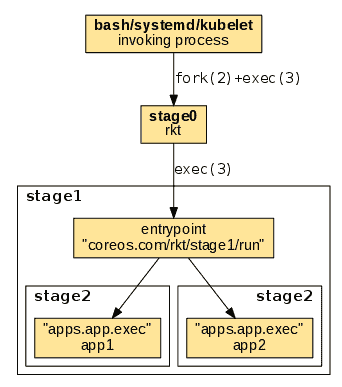 bash/systemd/kubelet
invoking process
fork(2)+exec(3)
stage0
rkt
exec(3)
stage1
entrypoint
"coreos.com/rkt/stage1/run"
stage2
"apps.app.exec"
app1
stage2
"apps.app.exec"
app2